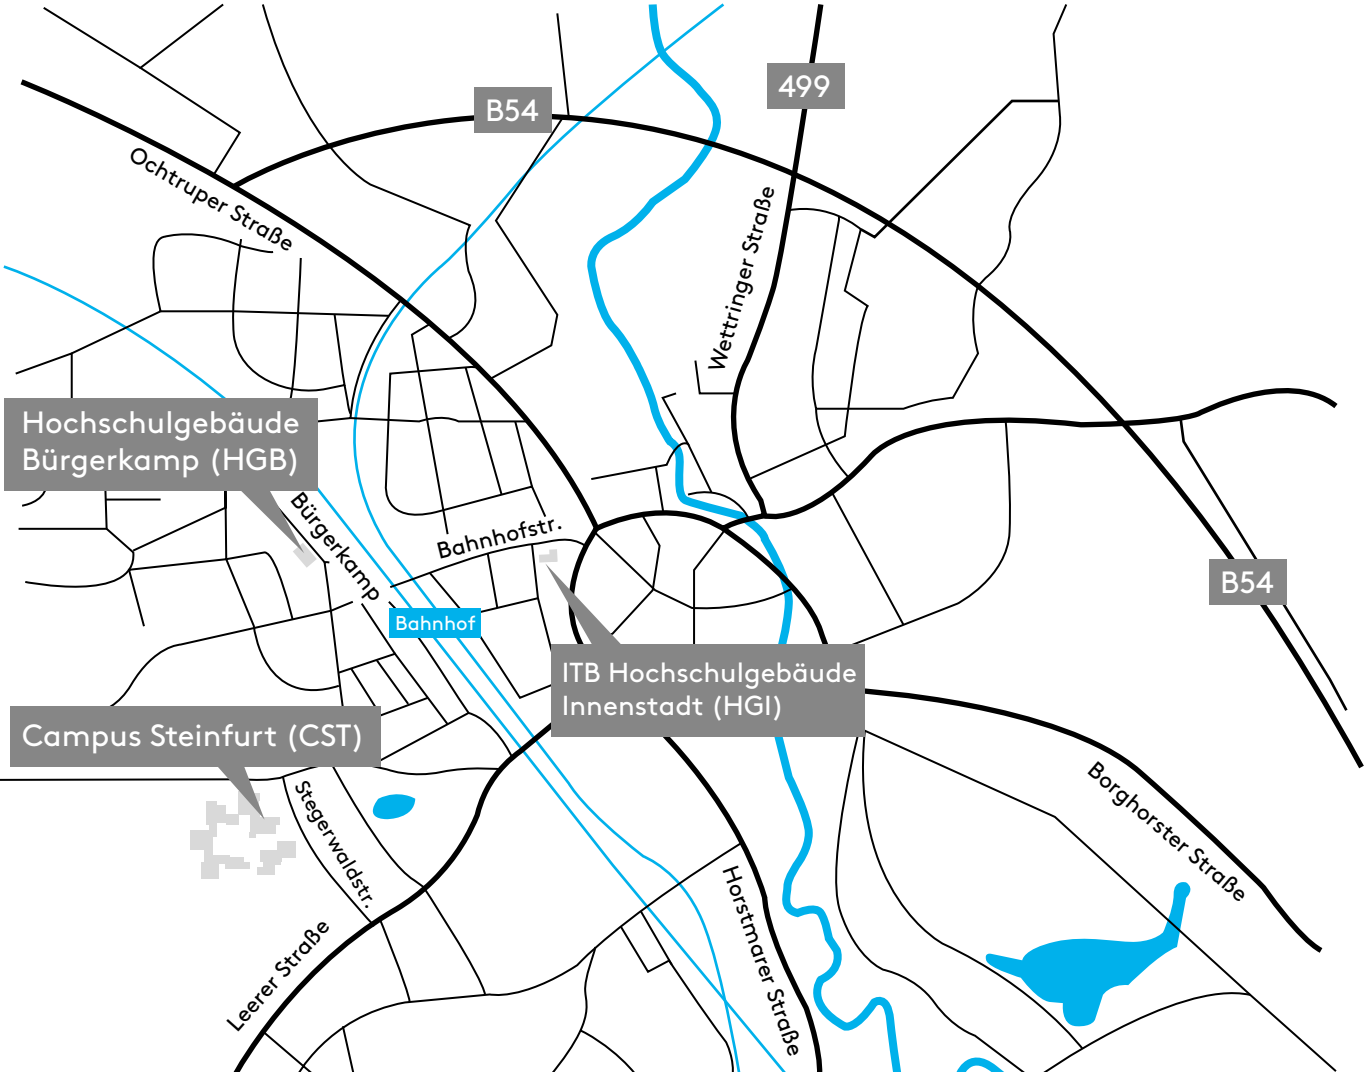 499
B54
Ochtruper Straße
Wettringer Straße
Hochschulgebäude
Bürgerkamp (HGB)
Bürgerkamp
Bahnhofstr.
B54
Bahnhof
ITB Hochschulgebäude
Innenstadt (HGI)
Campus Steinfurt (CST)
Stegerwaldstr.
Borghorster Straße
Horstmarer Straße
Leerer Straße